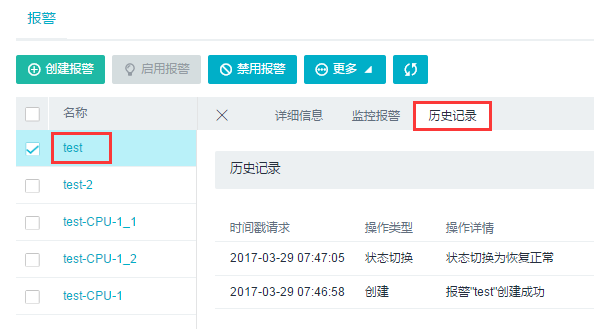 报警
创建报警 启用报警 禁用报警 更多
名称 详细信息 监控报警 历史记录
test
历史记录
test-2
test-CPU-1_1 时间戳请求 操作类型 操作详情
test-CPU-1_2 2017-03-29 07:47:05 状态切换 状态切换为恢复正常
test-CPU-1 2017-03-29 07:46:58 创建 报警"test"创建成功